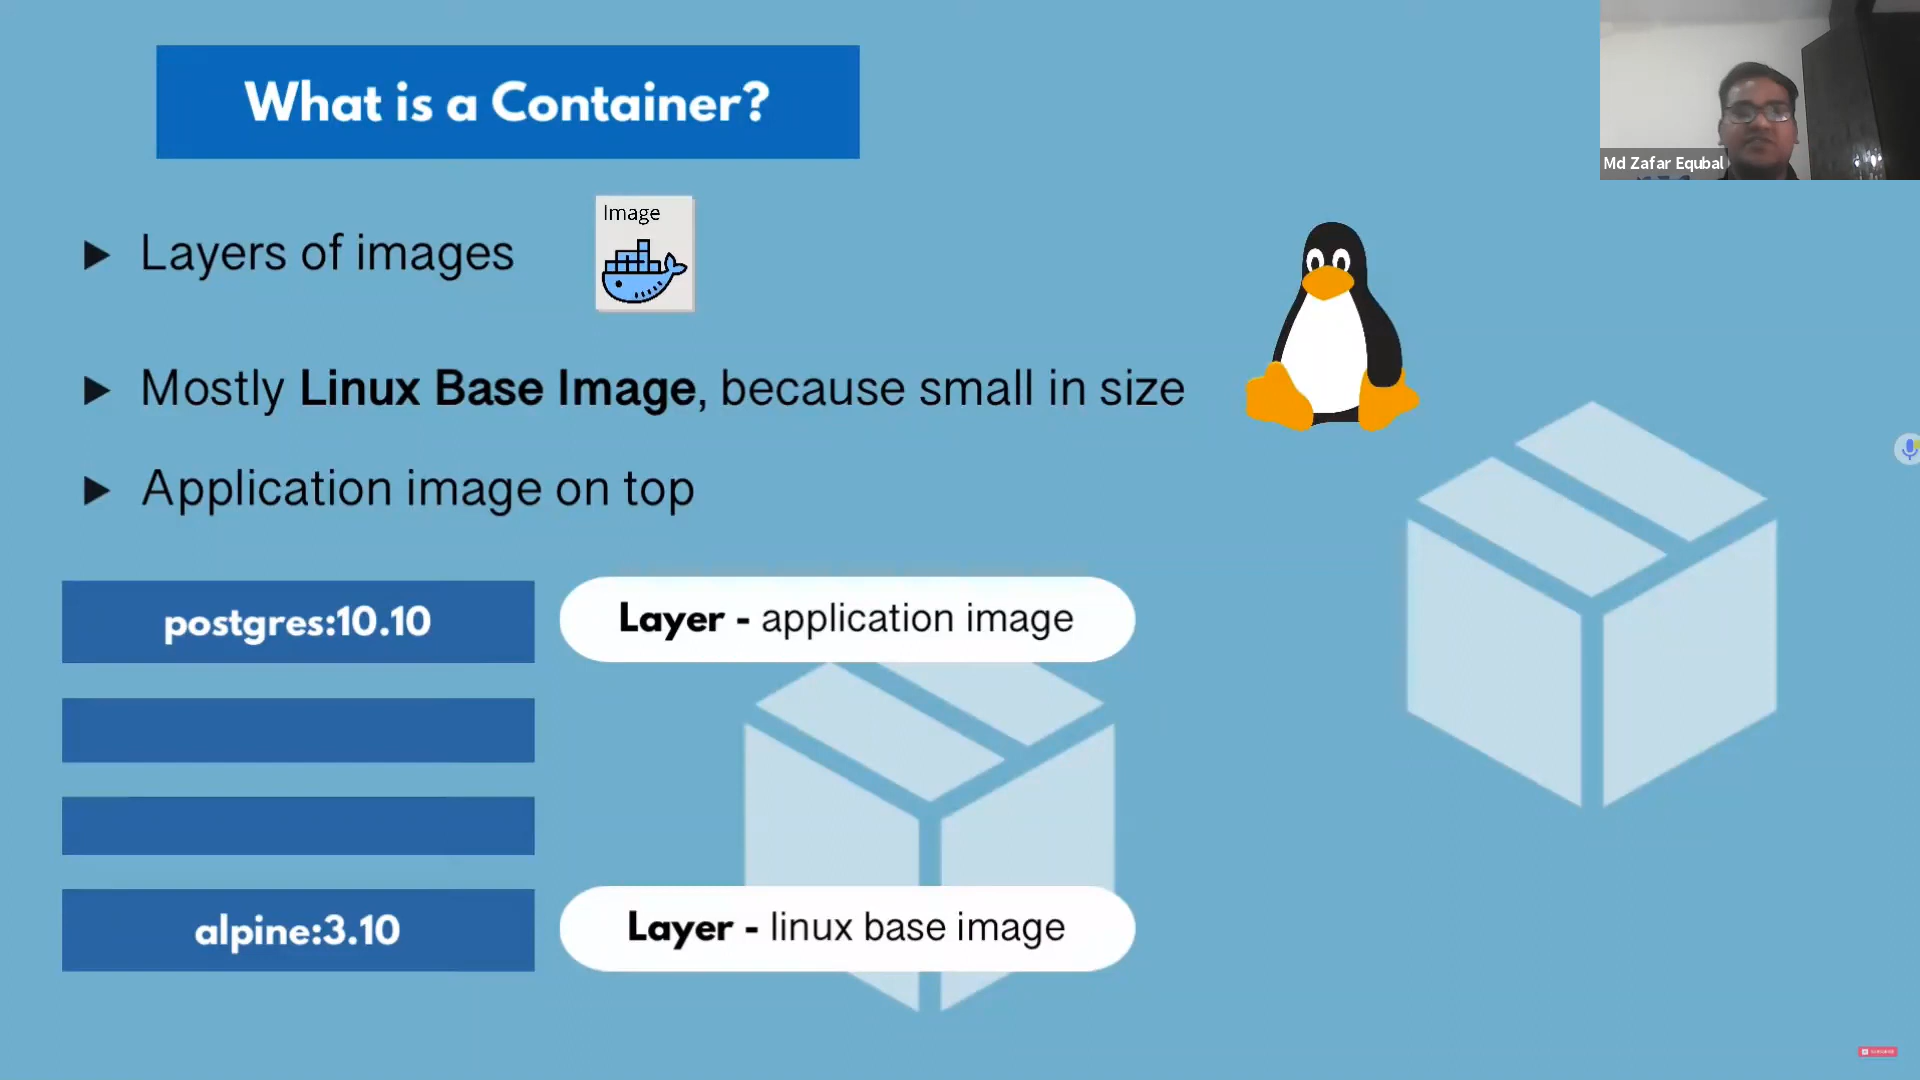 What is a Container?
Md Zafar Equbal
Image
Layers of images
Mostly Linux Base Image, because small in size
Application image on top
postgres:10.10
Layer - application image
alpine:3.10
Layer - linux base image